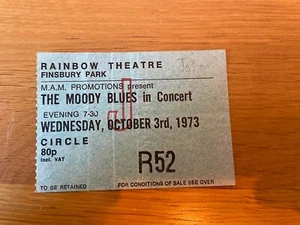 RAINBOW THEATRE
FINSBURY PARK
M.A.M. PROMOTIONS present
THE MOODY BLUES in Concert
EVENING 7-30
WEDNESDAY, OCTOBER 3rd, 1973
CIRCLE
80p
incl. VAT
J
R52
TO BE RETAINED
FOR CONDITIONS OF SALE SEE OVER